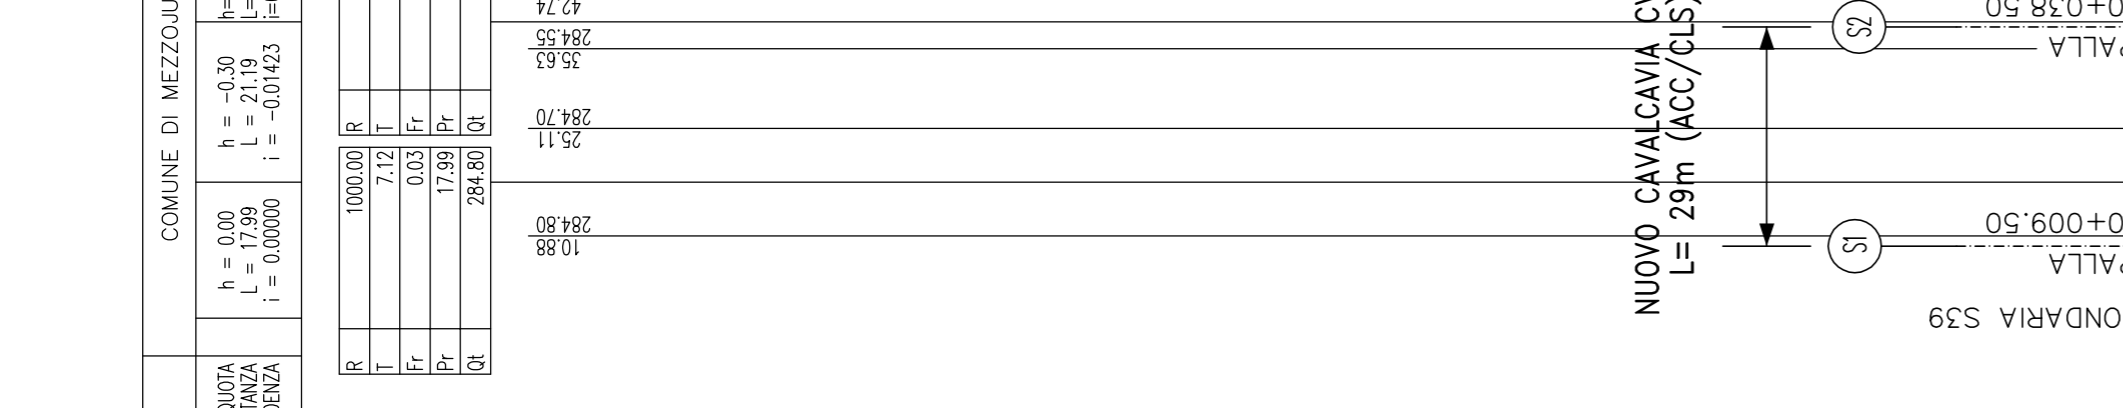 COMUNE DI MEZZOJU
QUOTA
TANZA
DENZA
h = 0.00
L = 17.99
i = 0.00000
h = -0.30
L = 21.19
i = -0.01423
h=
L=
R 1000.00
T 7.12
Fr 0.03
Pr 17.99
Qt 284.80
R
T
Fr
Pr
Qt
42.74
284.55
35.63
284.70
25.11
284.80
10.88
NUOVO CAVALCAVIA CV
L= 29m (ACC/CLS)
S2
0+038.50
PALLA
S1
0+009.50
PALLA
ONDARIA S39